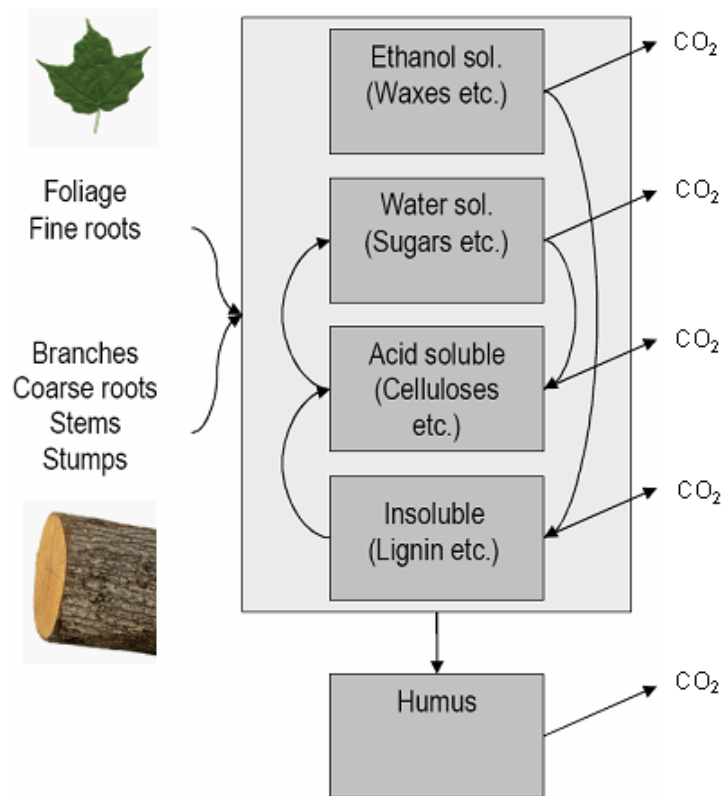 Foliage
Fine roots
Branches
Coarse roots
Stems
Stumps
Ethanol sol.
(Waxes etc.)
CO₂
Water sol.
(Sugars etc.)
CO₂
Acid soluble
(Celluloses
etc.)
CO₂
Insoluble
(Lignin etc.)
CO₂
Humus
CO₂